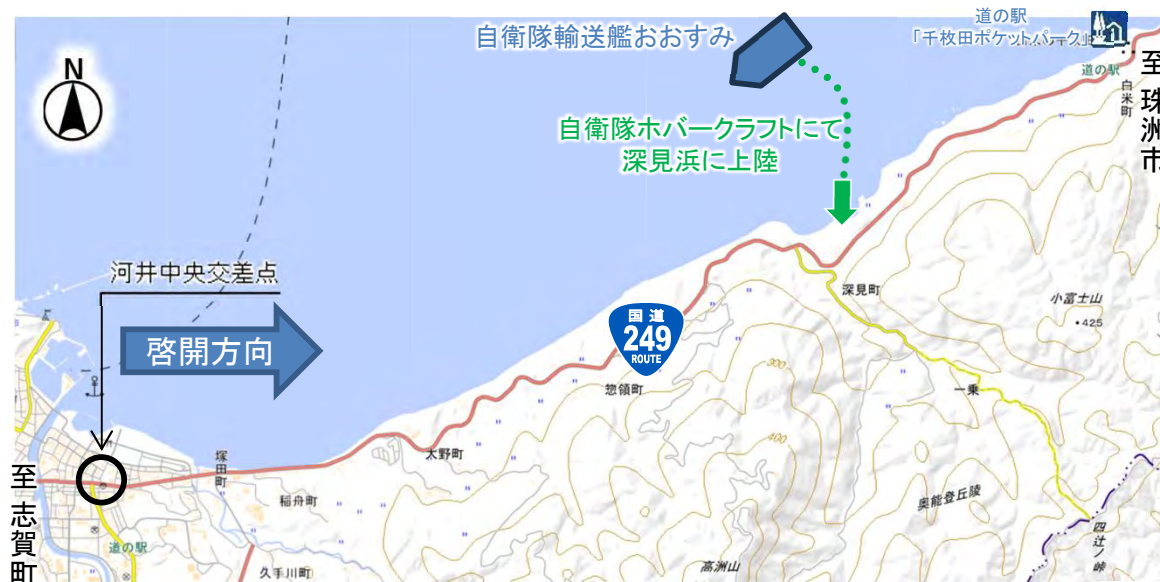 道の駅
「千枚田ポケットパーク」
自衛隊輸送艦おおすみ
道の駅
至 珠洲市
白米町
N
自衛隊ホバークラフトにて
深見浜に上陸
河井中央交差点
啓開方向
国道
249
ROUTE
深見町
小富士山
・425
300
惣領町
一乗
400
大野町
塚田町
稲舟町
奥能登丘陵
四辻ノ峠
至 志賀町
道の駅
久手川町
高洲山